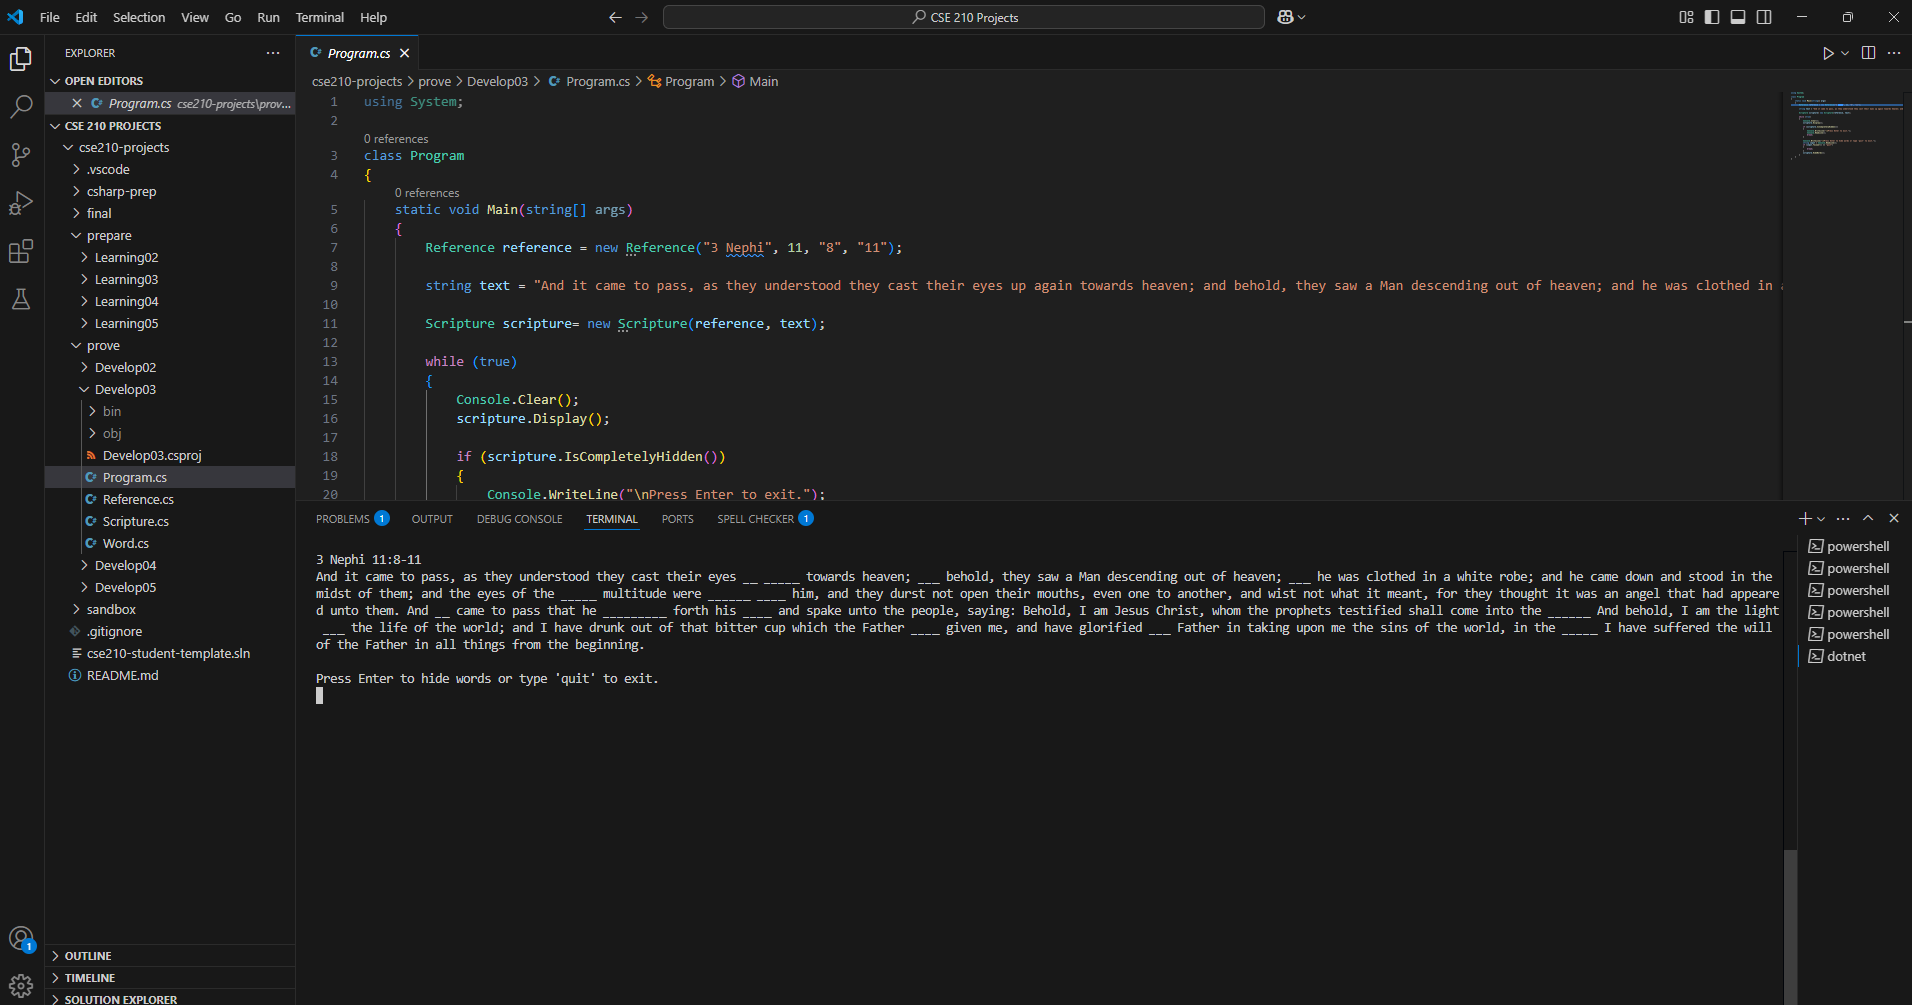 File Edit Selection View Go Run Terminal Help
CSE 210 Projects
EXPLORER
OPEN EDITORS
Program.cs cse210-projects\prov...
CSE 210 PROJECTS
cse210-projects
.vscode
csharp-prep
final
prepare
Learning02
Learning03
Learning04
Learning05
prove
Develop02
Develop03
bin
obj
Develop03.csproj
Program.cs
Reference.cs
Scripture.cs
Word.cs
Develop04
Develop05
sandbox
.gitignore
cse210-student-template.sln
README.md
OUTLINE
TIMELINE
SOLUTION EXPLORER
1
Program.cs
cse210-projects > prove > Develop03 > Program.cs > Program > Main
1 using System;
2
0 references
3 class Program
4 {
0 references
5 static void Main(string[] args)
6 {
7 Reference reference = new Reference("3 Nephi", 11, "8", "11");
8
9 string text = "And it came to pass, as they understood they cast their eyes up again towards heaven; and behold, they saw a Man descending out of heaven; and he was clothed in
10
11 Scripture scripture= new Scripture(reference, text);
12
13 while (true)
14 {
15 Console.Clear();
16 scripture.Display();
17
18 if (scripture.IsCompletelyHidden())
19 {
20 Console.WriteLine("\nPress Enter to exit.");
PROBLEMS 1 OUTPUT DEBUG CONSOLE TERMINAL PORTS SPELL CHECKER 1
3 Nephi 11:8-11
And it came to pass, as they understood they cast their eyes __ _____ towards heaven; ___ behold, they saw a Man descending out of heaven; ___ he was clothed in a white robe; and he came down and stood in the
midst of them; and the eyes of the _____ multitude were ______ ____ him, and they durst not open their mouths, even one to another, and wist not what it meant, for they thought it was an angel that had appeare
d unto them. And __ came to pass that he _________ forth his ____ and spake unto the people, saying: Behold, I am Jesus Christ, whom the prophets testified shall come into the ______ And behold, I am the light
___ the life of the world; and I have drunk out of that bitter cup which the Father ____ given me, and have glorified ___ Father in taking upon me the sins of the world, in the _____ I have suffered the will
of the Father in all things from the beginning.
Press Enter to hide words or type 'quit' to exit.
powershell
powershell
powershell
powershell
powershell
dotnet